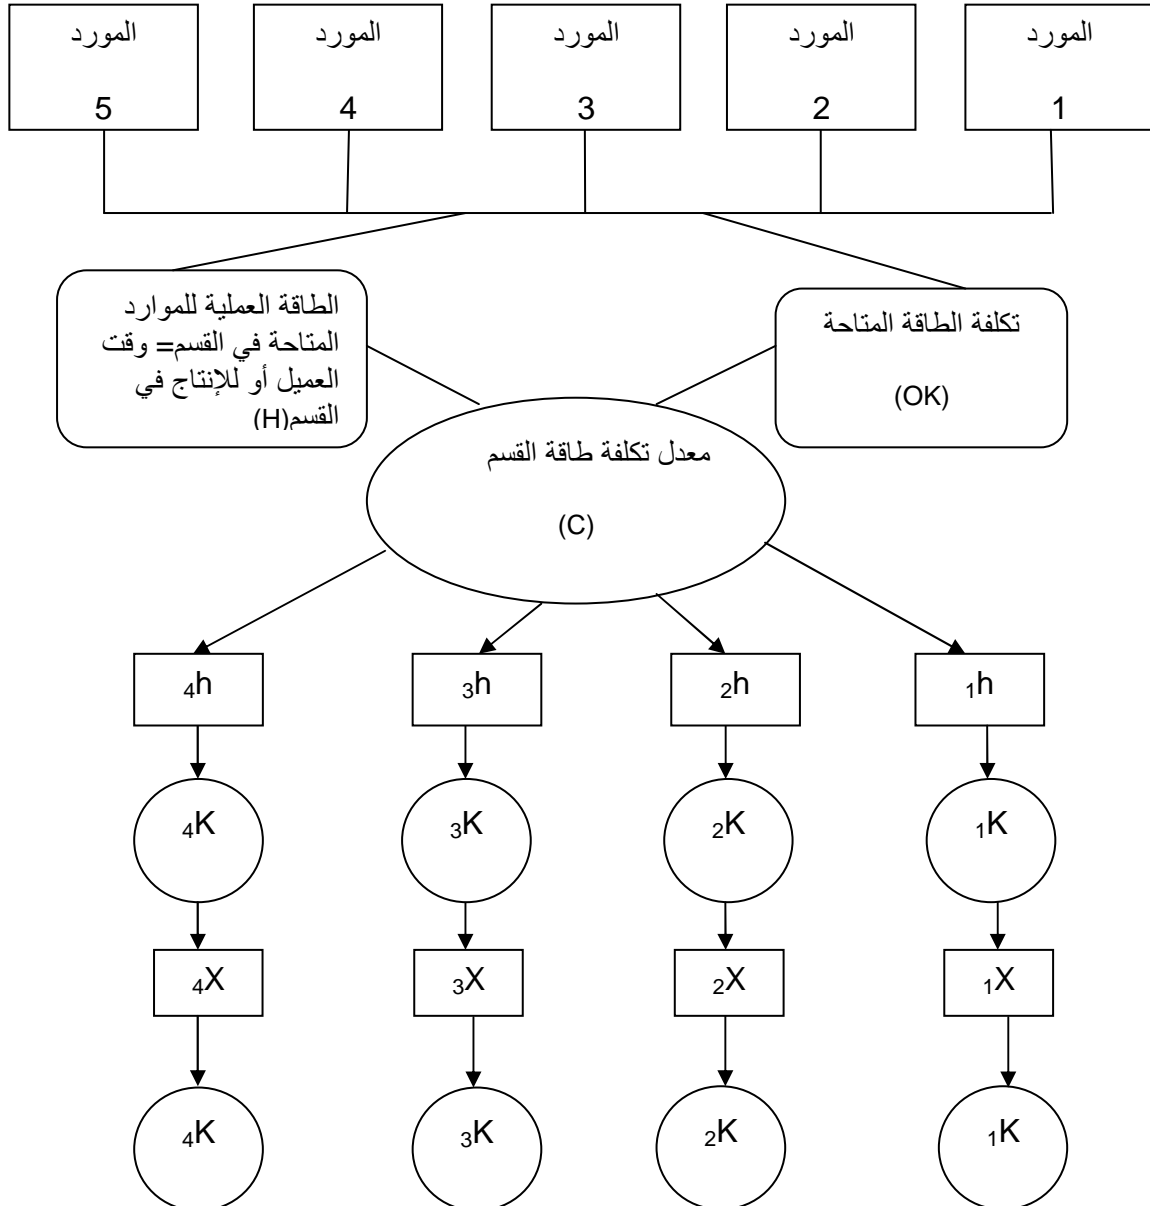 المورد
1
المورد
2
المورد
3
المورد
4
المورد
5
تكلفة الطاقة المتاحة
(OK)
الطاقة العملية للموارد
المتاحة في القسم= وقت
العميل أو للإنتاج في
القسم(H)
معدل تكلفة طاقة القسم
(C)
1h
2h
3h
4h
1K
2K
3K
4K
1X
2X
3X
4X
1K
2K
3K
4K